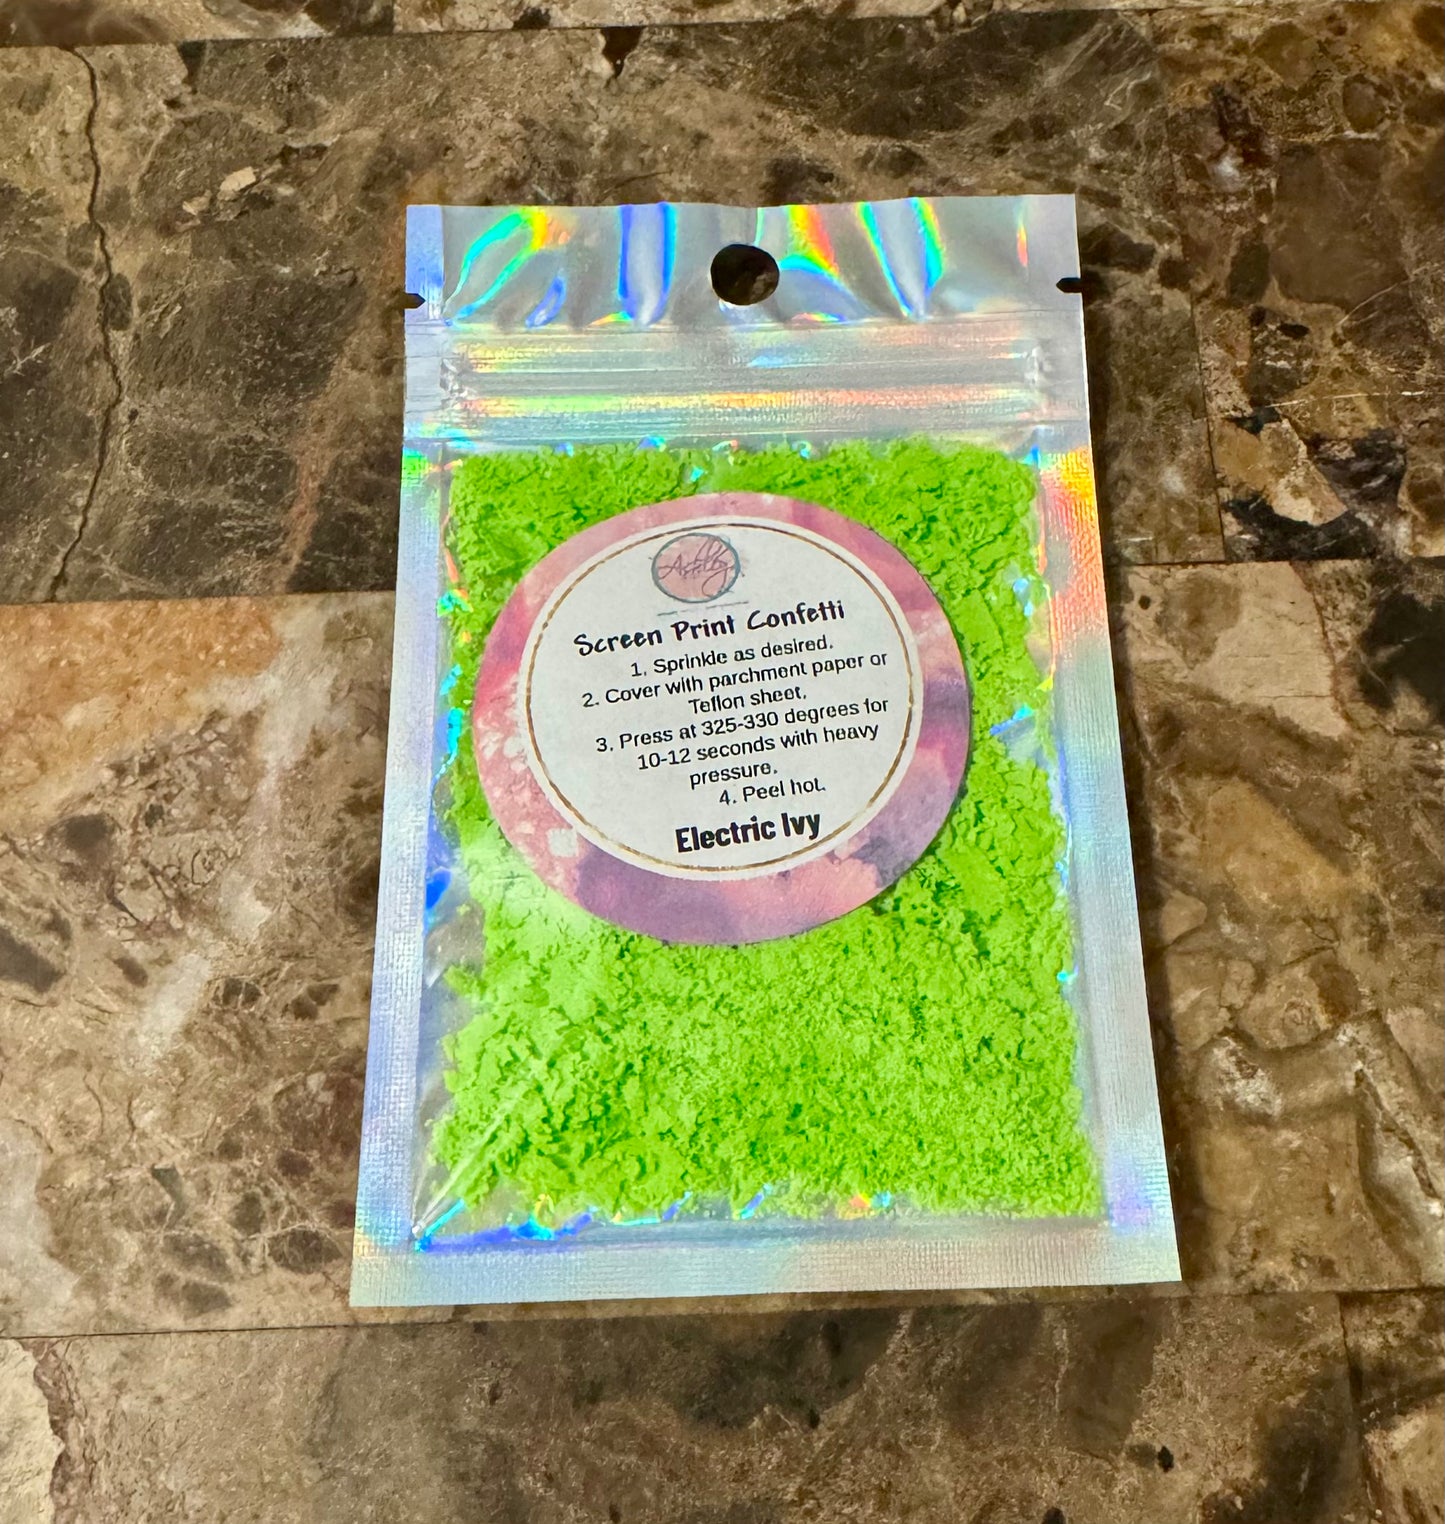 Screen Print Confetti
1. Sprinkle as desired.
2. Cover with parchment paper or
Teflon sheet.
3. Press at 325-330 degrees for
10-12 seconds with heavy
pressure.
4. Peel hot.
Electric Ivy